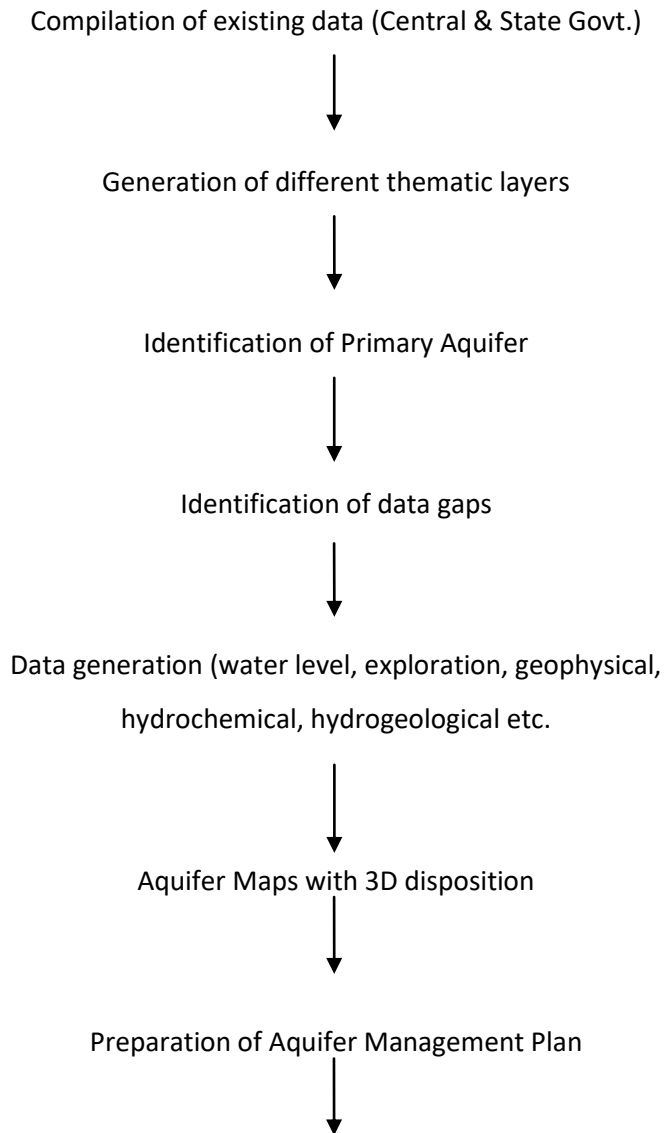 Compilation of existing data (Central & State Govt.)
Generation of different thematic layers
Identification of Primary Aquifer
Identification of data gaps
Data generation (water level, exploration, geophysical,
hydrochemical, hydrogeological etc.
Aquifer Maps with 3D disposition
Preparation of Aquifer Management Plan